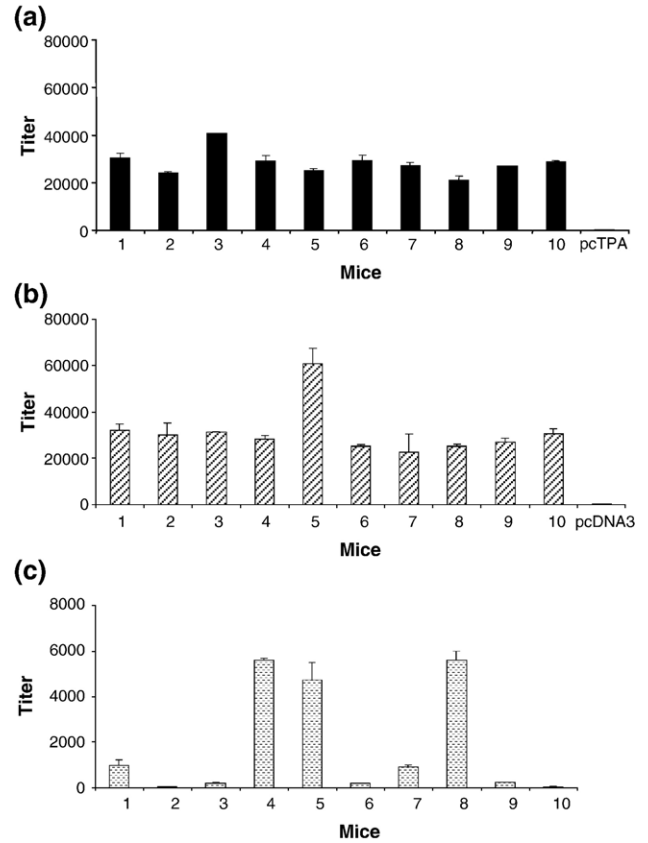 (a)
80000
60000
40000
20000
0
Titer
1 2 3 4 5 6 7 8 9 10 pcTPA
Mice
(b)
80000
60000
40000
20000
0
Titer
1 2 3 4 5 6 7 8 9 10 pcDNA3
Mice
(c)
8000
6000
4000
2000
0
Titer
1 2 3 4 5 6 7 8 9 10
Mice